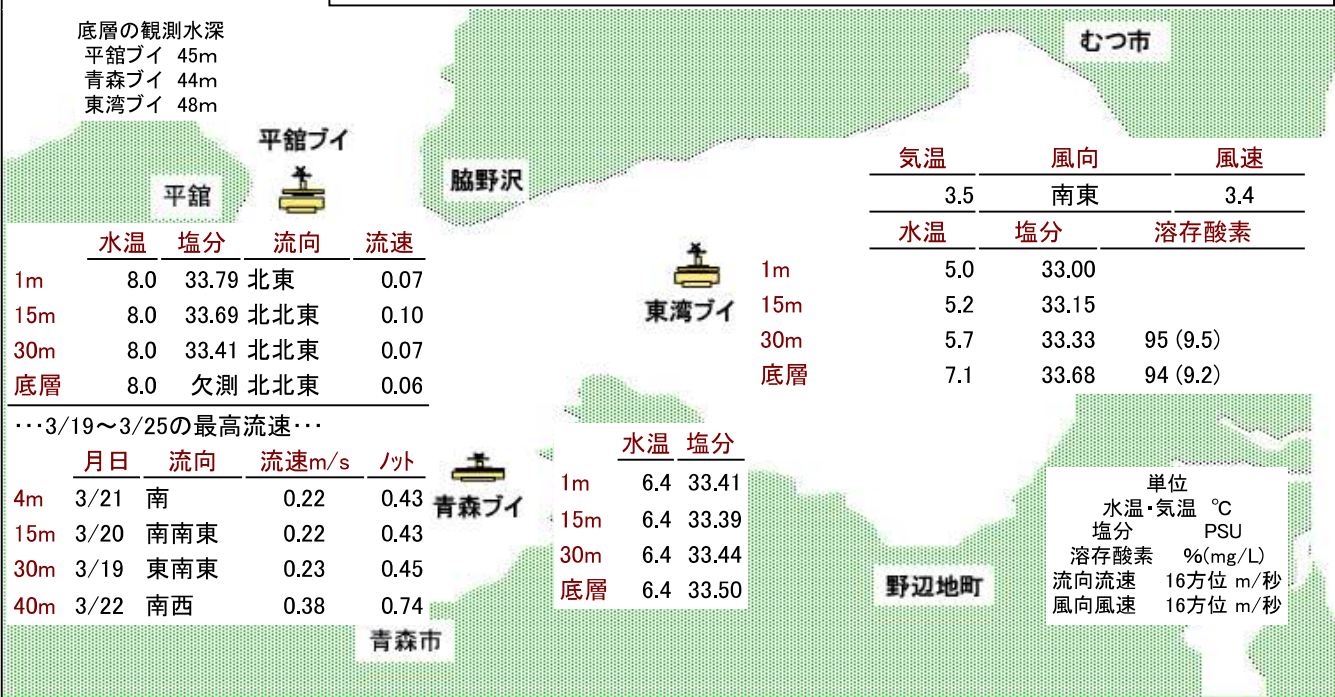 底層の観測水深
平舘ブイ 45m
青森ブイ 44m
東湾ブイ 48m
むつ市
平舘ブイ
平舘
脇野沢
水温 塩分 流向 流速
1m 8.0 33.79 北東 0.07
15m 8.0 33.69 北北東 0.10
30m 8.0 33.41 北北東 0.07
底層 8.0 欠測 北北東 0.06
…3/19～3/25の最高流速…
月日 流向 流速m/s ノット
4m 3/21 南 0.22 0.43
15m 3/20 南南東 0.22 0.43
30m 3/19 東南東 0.23 0.45
40m 3/22 南西 0.38 0.74
気温 風向 風速
3.5 南東 3.4
水温 塩分 溶存酸素
1m 5.0 33.00
15m 5.2 33.15
30m 5.7 33.33 95 (9.5)
底層 7.1 33.68 94 (9.2)
東湾ブイ
青森ブイ
水温 塩分
1m 6.4 33.41
15m 6.4 33.39
30m 6.4 33.44
底層 6.4 33.50
青森市
野辺地町
単位
水温・気温 ℃
塩分 PSU
溶存酸素 %(mg/L)
流向流速 16方位 m/秒
風向風速 16方位 m/秒